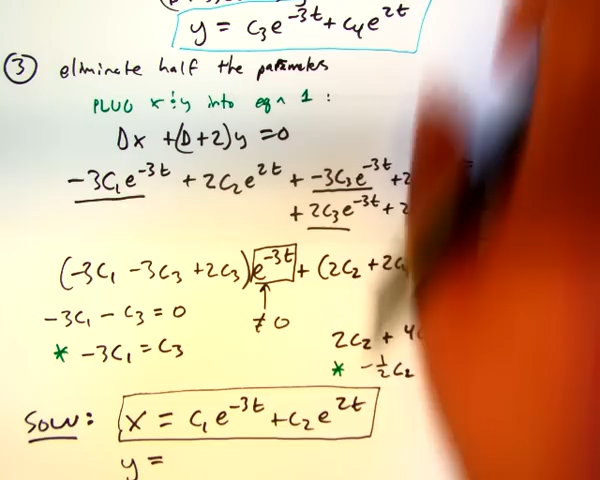 y = c₃e^-3t + c₄e^2t
③ eliminate half the parameters
PLUG x & y into eqn 1 :
Dx + (D+2)y = 0
-3c₁e^-3t + 2c₂e^2t + -3c₃e^-3t + 2
+ 2c₃e^-3t + 2
(-3c₁ - 3c₃ + 2c₃) e^-3t + (2c₂ + 2c
-3c₁ - c₃ = 0
≠ 0
2c₂ + 4c
* -3c₁ = c₃
* -½c₂
SOLN: x = c₁e^-3t + c₂e^2t
y =